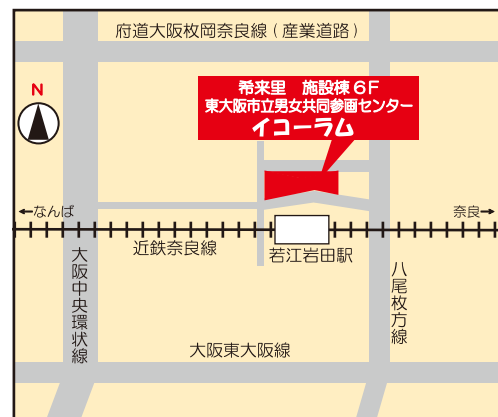 府道大阪枚岡奈良線(産業道路)
希来里 施設棟6F
東大阪市立男女共同参画センター
イコーラム
N
←なんば
奈良→
近鉄奈良線
若江岩田駅
大阪中央環状線
八尾枚方線
大阪東大阪線